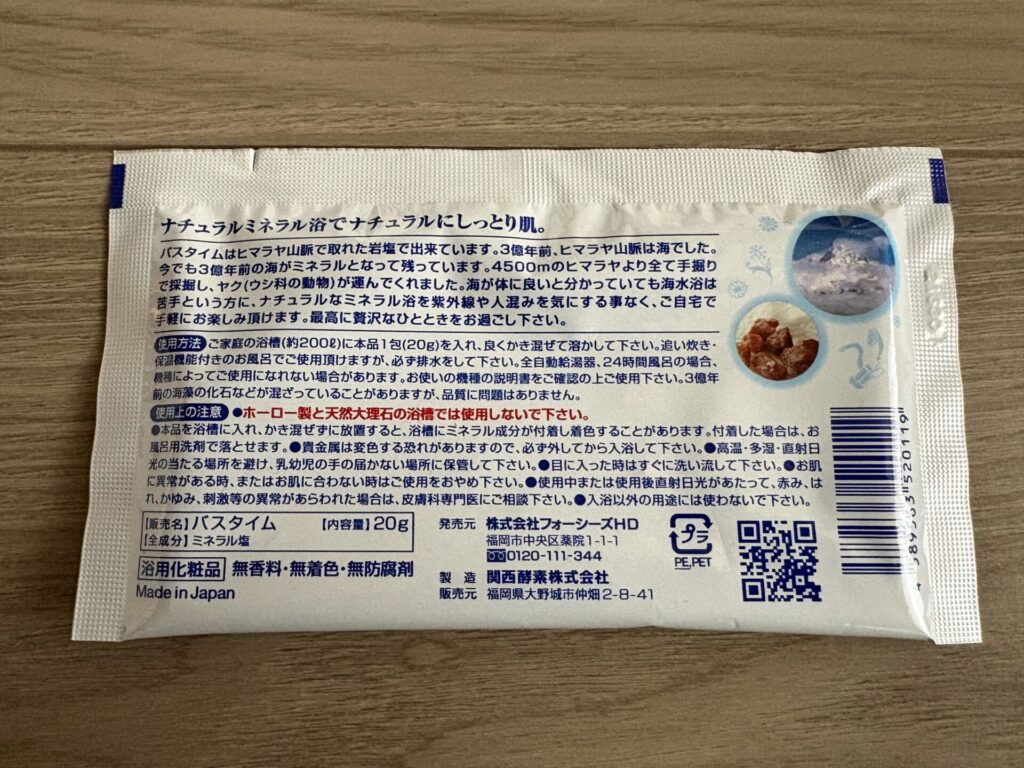 ナチュラルミネラル浴でナチュラルにしっとり肌。
バスタイムはヒマラヤ山脈で取れた岩塩で出来ています。3億年前、ヒマラヤ山脈は海でした。
今でも3億年前の海がミネラルとなって残っています。4500mのヒマラヤより全て手掘り
で採掘し、ヤク(ウシ科の動物)が運んでくれました。海が体に良いと分かっていても海水浴は
苦手という方に、ナチュラルなミネラル浴を紫外線や人混みを気にする事なく、ご自宅で
手軽にお楽しみ頂けます。最高に贅沢なひとときをお過ごし下さい。
使用方法 ご家庭の浴槽(約200ℓ)に本品1包(20g)を入れ、良くかき混ぜて溶かして下さい。追い炊き・
保温機能付きのお風呂でご使用頂けますが、必ず排水をして下さい。全自動給湯器、24時間風呂の場合、
機種によってご使用になれない場合があります。お使いの機種の説明書をご確認の上ご使用下さい。3億年
前の海藻の化石などが混ざっていることがありますが、品質に問題はありません。
使用上の注意 ●ホーロー製と天然大理石の浴槽では使用しないで下さい。
●本品を浴槽に入れ、かき混ぜずに放置すると、浴槽にミネラル成分が付着し着色することがあります。付着した場合は、お
風呂用洗剤で落とせます。●貴金属は変色する恐れがありますので、必ず外してから入浴して下さい。●高温・多湿・直射日
光の当たる場所を避け、乳幼児の手の届かない場所に保管して下さい。●目に入った時はすぐに洗い流して下さい。●お肌
に異常がある時、またはお肌に合わない時はご使用をおやめ下さい。●使用中または使用後直射日光があたって、赤み、は
れ、かゆみ、刺激等の異常があらわれた場合は、皮膚科専門医にご相談下さい。●入浴以外の用途には使わないで下さい。
[販売名]バスタイム [内容量]20g
[全成分]ミネラル塩
浴用化粧品 無香料・無着色・無防腐剤
Made in Japan
発売元 株式会社フォーシーズHD
福岡市中央区薬院1-1-1
0120-111-344
製造 関西酵素株式会社
販売元 福岡県大野城市仲畑2-8-41
プラ
PE,PET